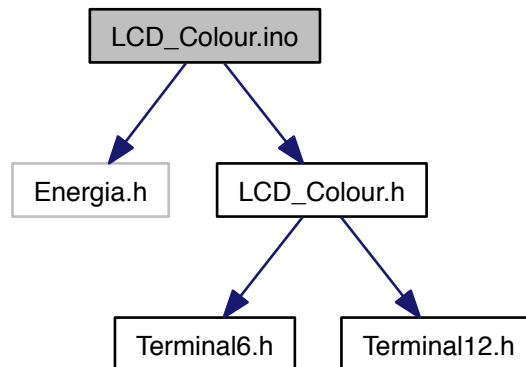 LCD_Colour.ino
Energia.h
LCD_Colour.h
Terminal6.h
Terminal12.h